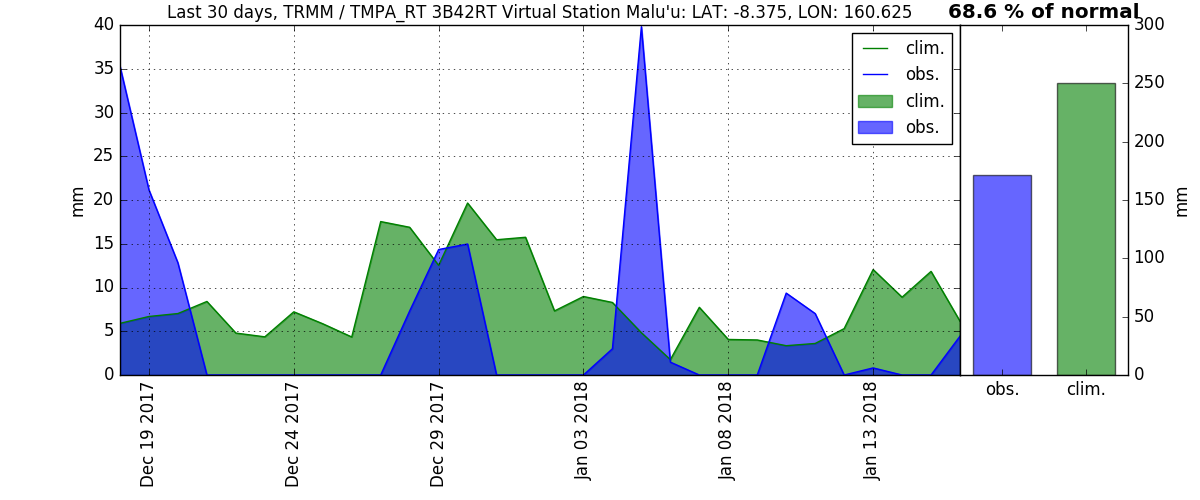 Last 30 days, TRMM / TMPA_RT 3B42RT Virtual Station Malu'u: LAT: -8.375, LON: 160.625
68.6 % of normal
mm
40
35
30
25
20
15
10
5
0
clim.
obs.
clim.
obs.
Dec 19 2017
Dec 24 2017
Dec 29 2017
Jan 03 2018
Jan 08 2018
Jan 13 2018
300
250
200
150
100
50
0
mm
obs.
clim.